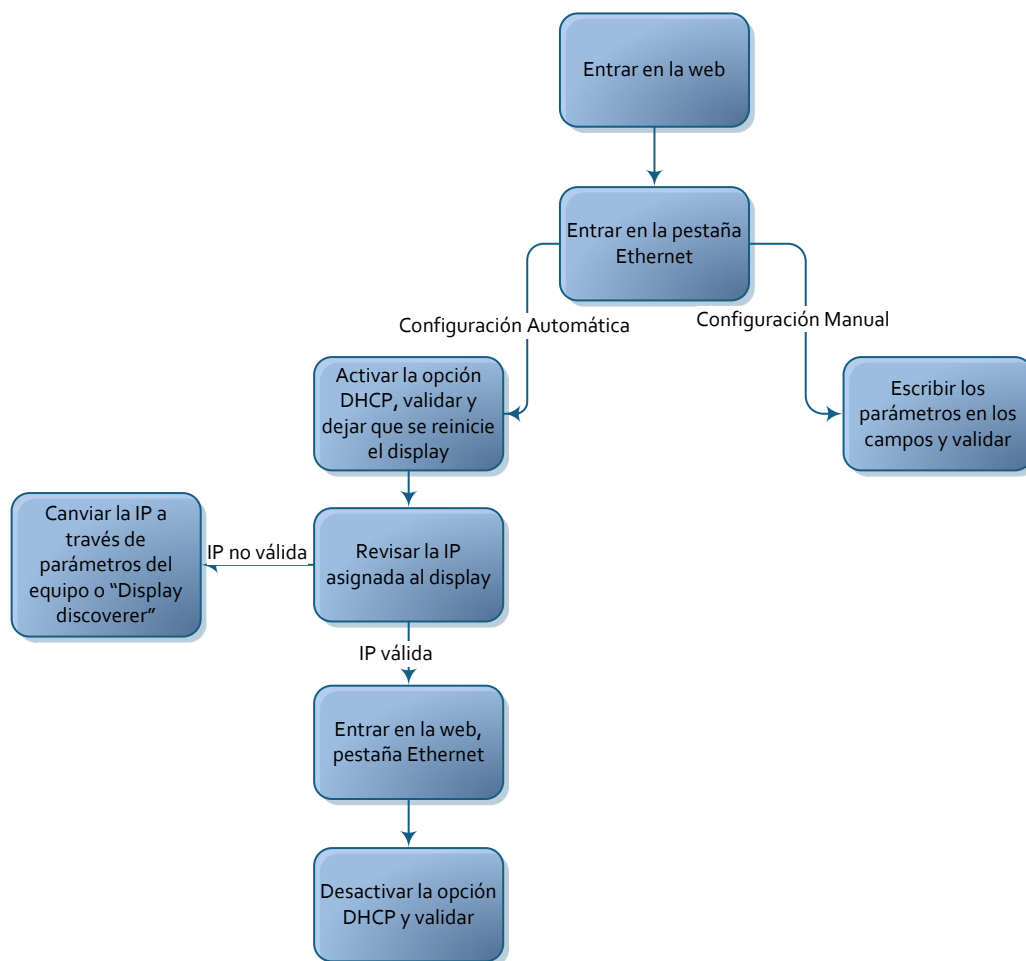 Entrar en la web
Entrar en la pestaña
Ethernet
Configuración Automática
Configuración Manual
Activar la opción
DHCP, validar y
dejar que se reinicie
el display
Escribir los
parámetros en los
campos y validar
Canviar la IP a
través de
parámetros del
equipo o “Display
discoverer”
IP no válida
Revisar la IP
asignada al display
IP válida
Entrar en la web,
pestaña Ethernet
Desactivar la opción
DHCP y validar